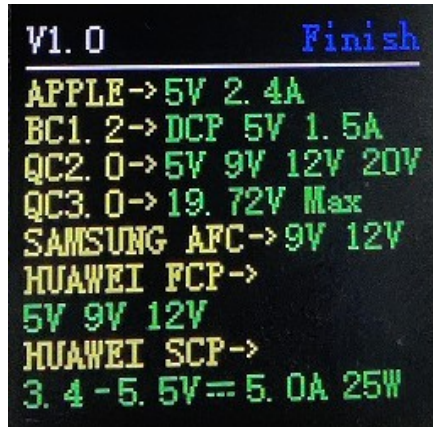 V1.0 Finish
APPLE->5V 2.4A
BC1.2->DCP 5V 1.5A
QC2.0->5V 9V 12V 20V
QC3.0->19.72V Max
SAMSUNG AFC->9V 12V
HUAWEI FCP->
5V 9V 12V
HUAWEI SCP->
3.4-5.5V⎓5.0A 25W